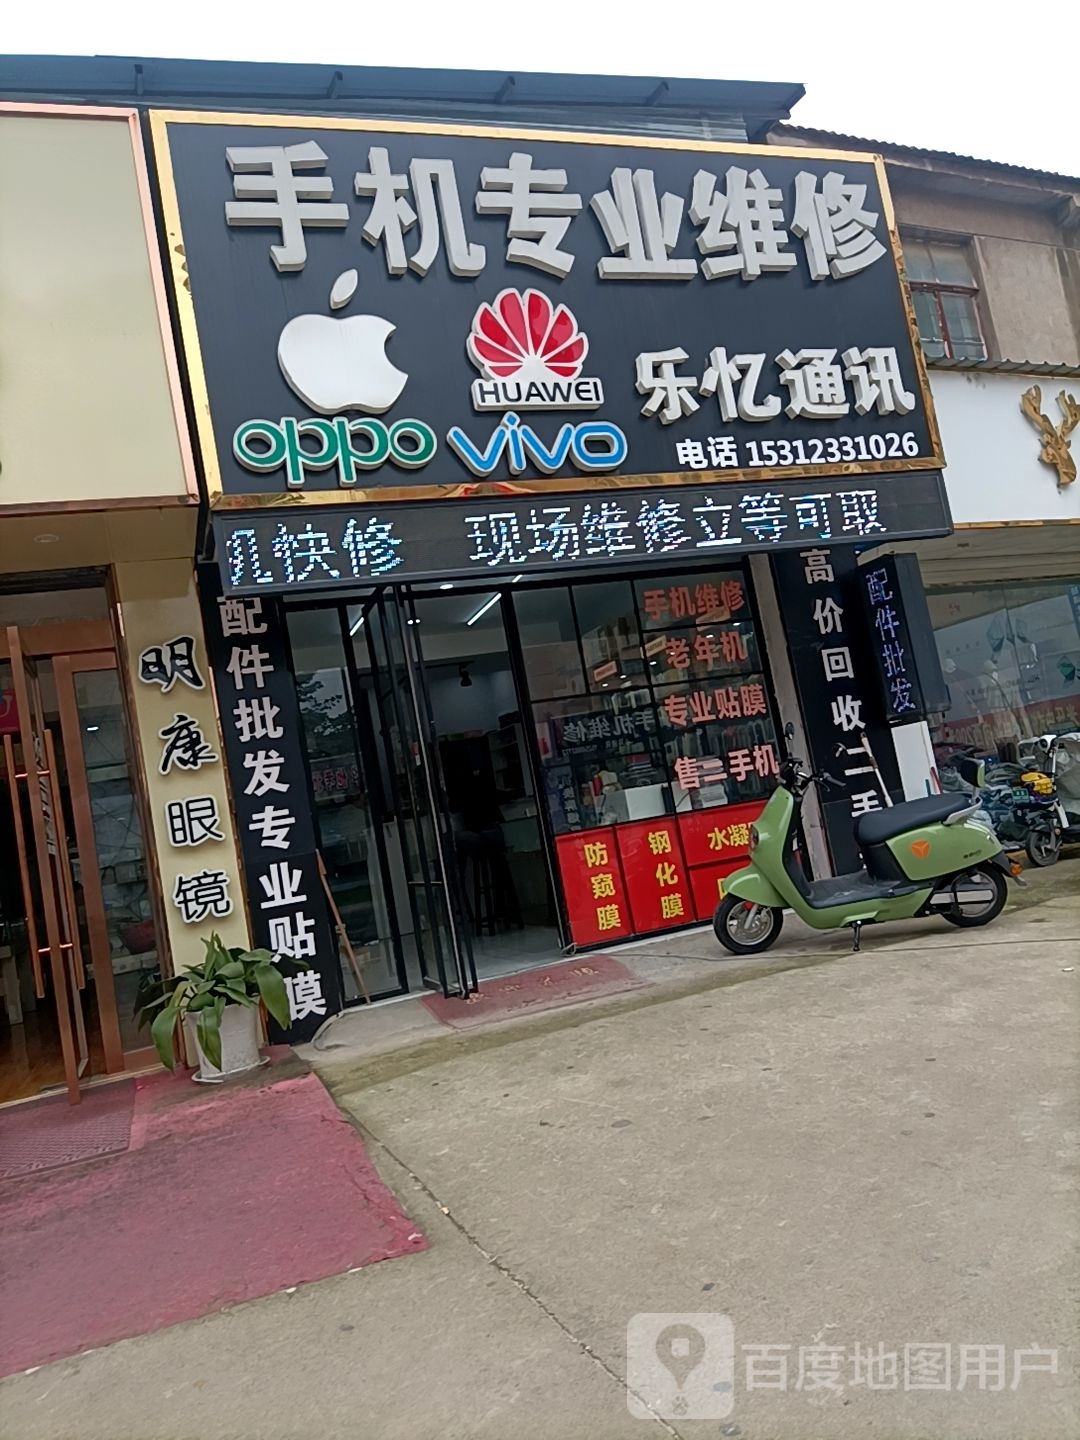 手机专业维修
HUAWEI
oppo
vivo
乐忆通讯
电话 15312331026
机快修 现场维修立等可取
明康眼镜
配件批发专业贴膜
手机维修
老年机
专业贴膜
售二手机
手机维修
防窥膜
钢化膜
水凝
高价回收二手
配件批发
百度地图用户